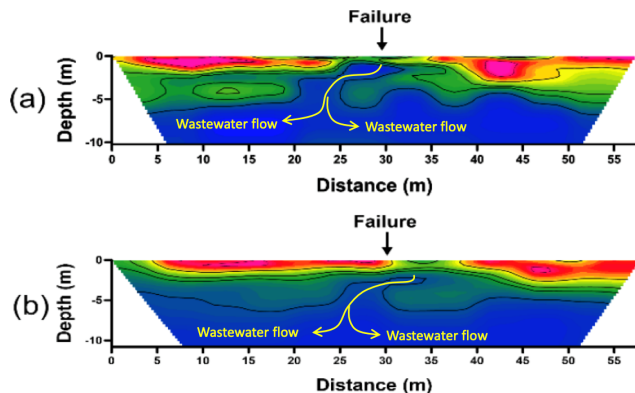 Failure
(a)
Depth (m)
0
-5
-10
Wastewater flow
Wastewater flow
0 5 10 15 20 25 30 35 40 45 50 55
Distance (m)
Failure
(b)
Depth (m)
0
-5
-10
Wastewater flow
Wastewater flow
0 5 10 15 20 25 30 35 40 45 50 55
Distance (m)